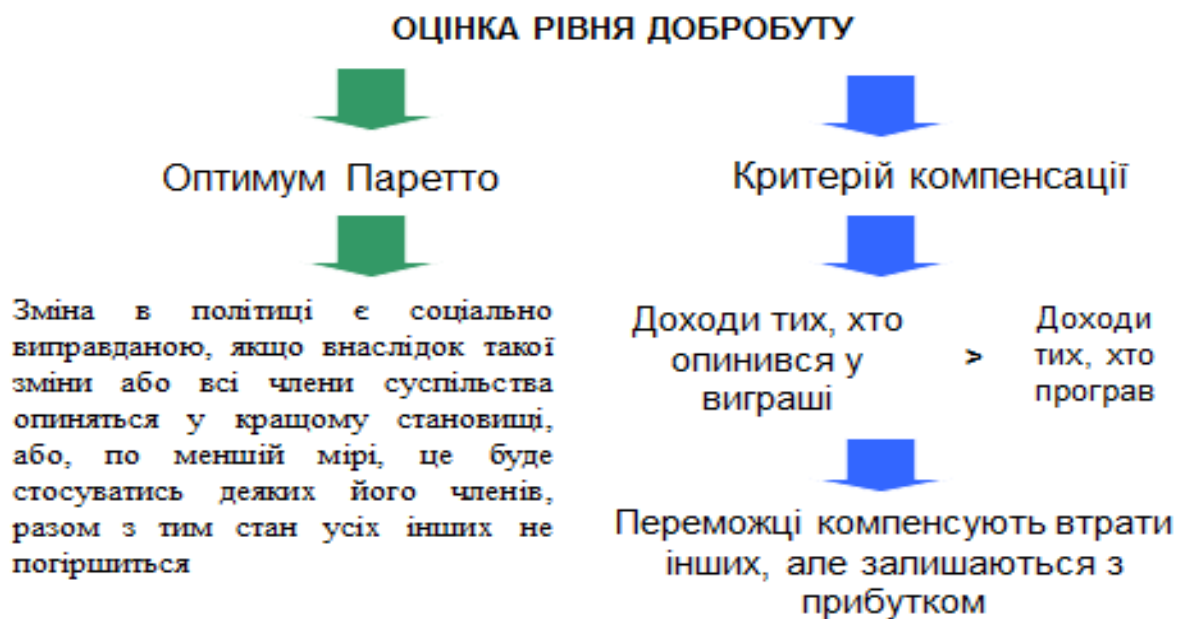 ОЦІНКА РІВНЯ ДОБРОБУТУ
Оптимум Паретто
Зміна в політиці є соціально
виправданою, якщо внаслідок такої
зміни або всі члени суспільства
опиняться у кращому становищі,
або, по меншій мірі, це буде
стосуватись деяких його членів,
разом з тим стан усіх інших не
погіршиться
Критерій компенсації
Доходи тих, хто
опинився у
виграші
>
Доходи
тих, хто
програв
Переможці компенсують втрати
інших, але залишаються з
прибутком